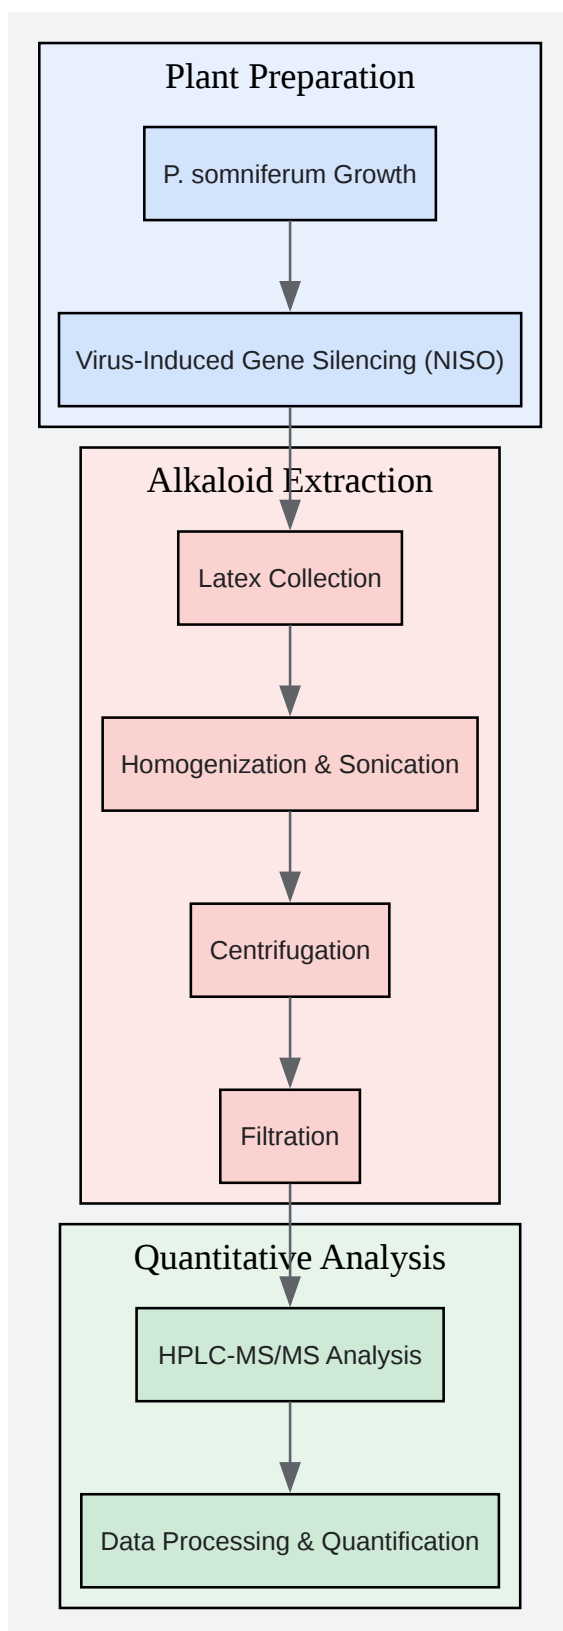 Plant Preparation
P. somniferum Growth
Virus-Induced Gene Silencing (NISO)
Alkaloid Extraction
Latex Collection
Homogenization & Sonication
Centrifugation
Filtration
Quantitative Analysis
HPLC-MS/MS Analysis
Data Processing & Quantification